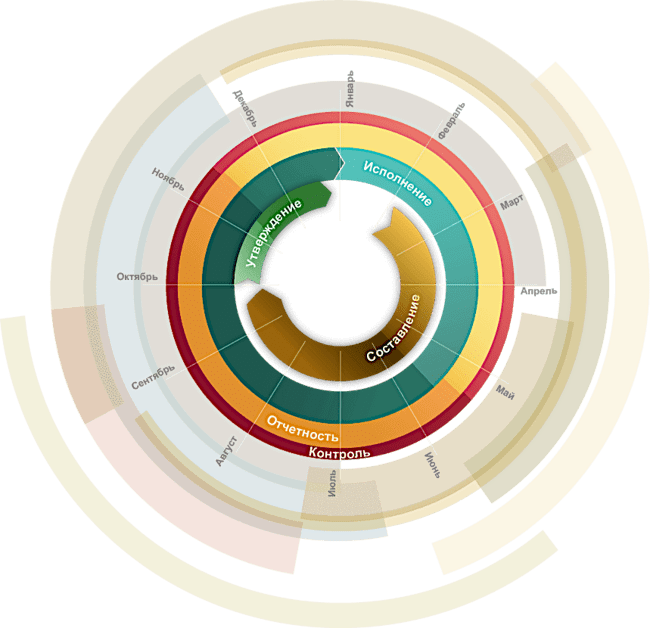 Январь
Февраль
Март
Апрель
Май
Июнь
Июль
Август
Сентябрь
Октябрь
Ноябрь
Декабрь
Исполнение
Утверждение
Составление
Отчетность
Контроль